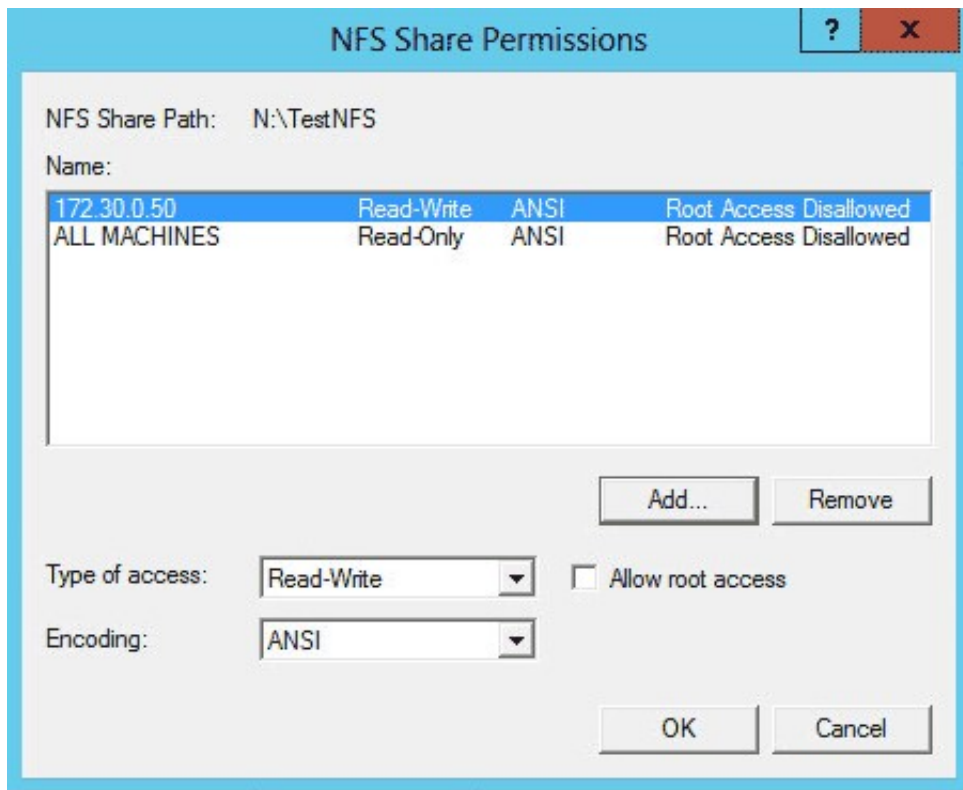 NFS Share Permissions ? x
NFS Share Path: N:\TestNFS
Name:
172.30.0.50 Read-Write ANSI Root Access Disallowed
ALL MACHINES Read-Only ANSI Root Access Disallowed
Add... Remove
Type of access: Read-Write Allow root access
Encoding: ANSI
OK Cancel